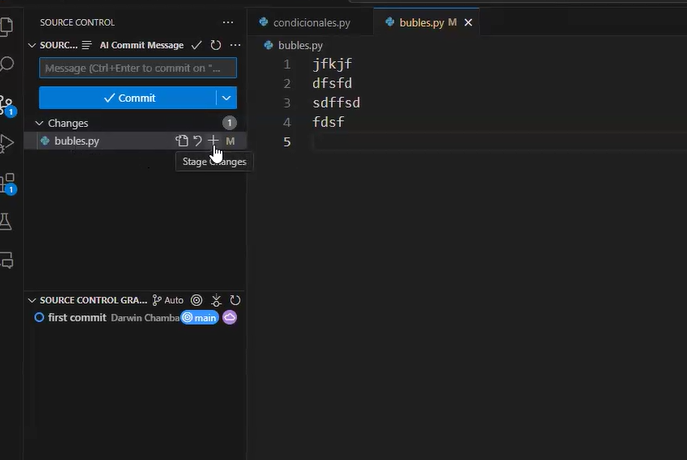 SOURCE CONTROL
SOURC... AI Commit Message
Message (Ctrl+Enter to commit on "...
Commit
Changes 1
bubles.py M
Stage Changes
SOURCE CONTROL GRA... Auto
first commit Darwin Chamba main
1
1
condicionales.py bubles.py M
bubles.py
1 jfkjf
2 dfsfd
3 sdffsd
4 fdsf
5